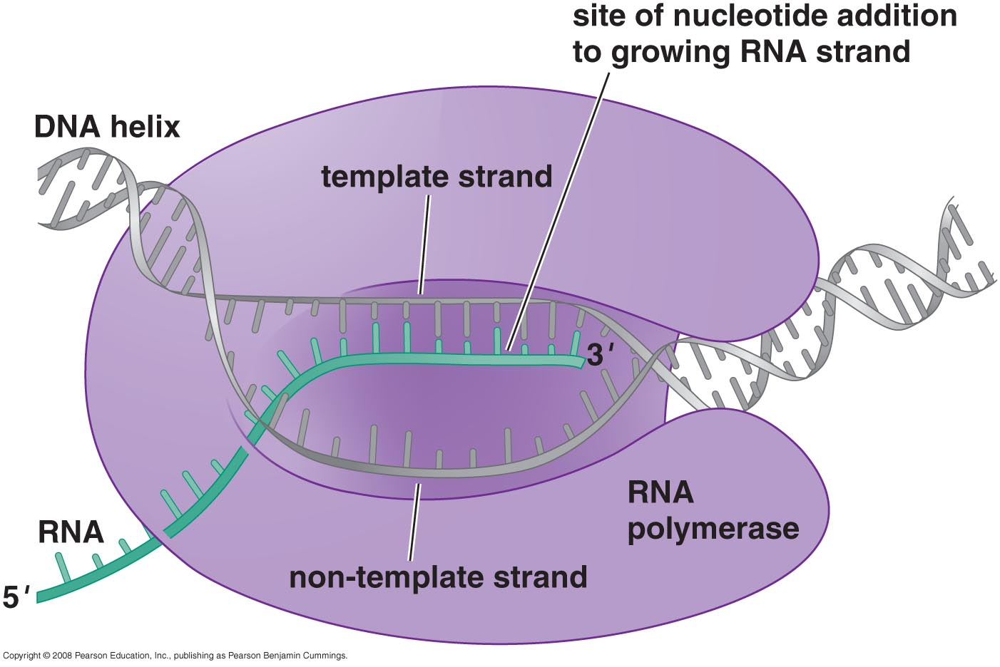 site of nucleotide addition
to growing RNA strand
DNA helix
template strand
3′
RNA
polymerase
RNA
non-template strand
5′
Copyright © 2008 Pearson Education, Inc., publishing as Pearson Benjamin Cummings.